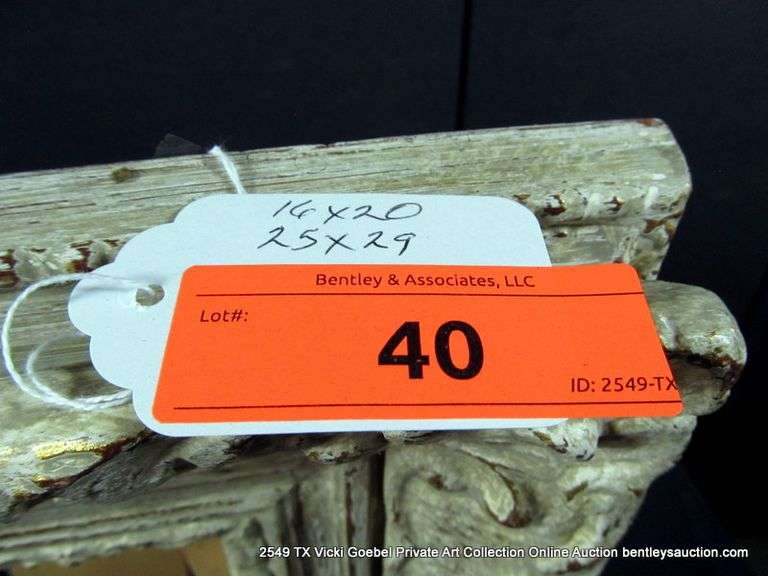 16x20
25x29
Bentley & Associates, LLC
Lot#:
40
ID: 2549-TX
2549 TX Vicki Goebel Private Art Collection Online Auction bentleysauction.com